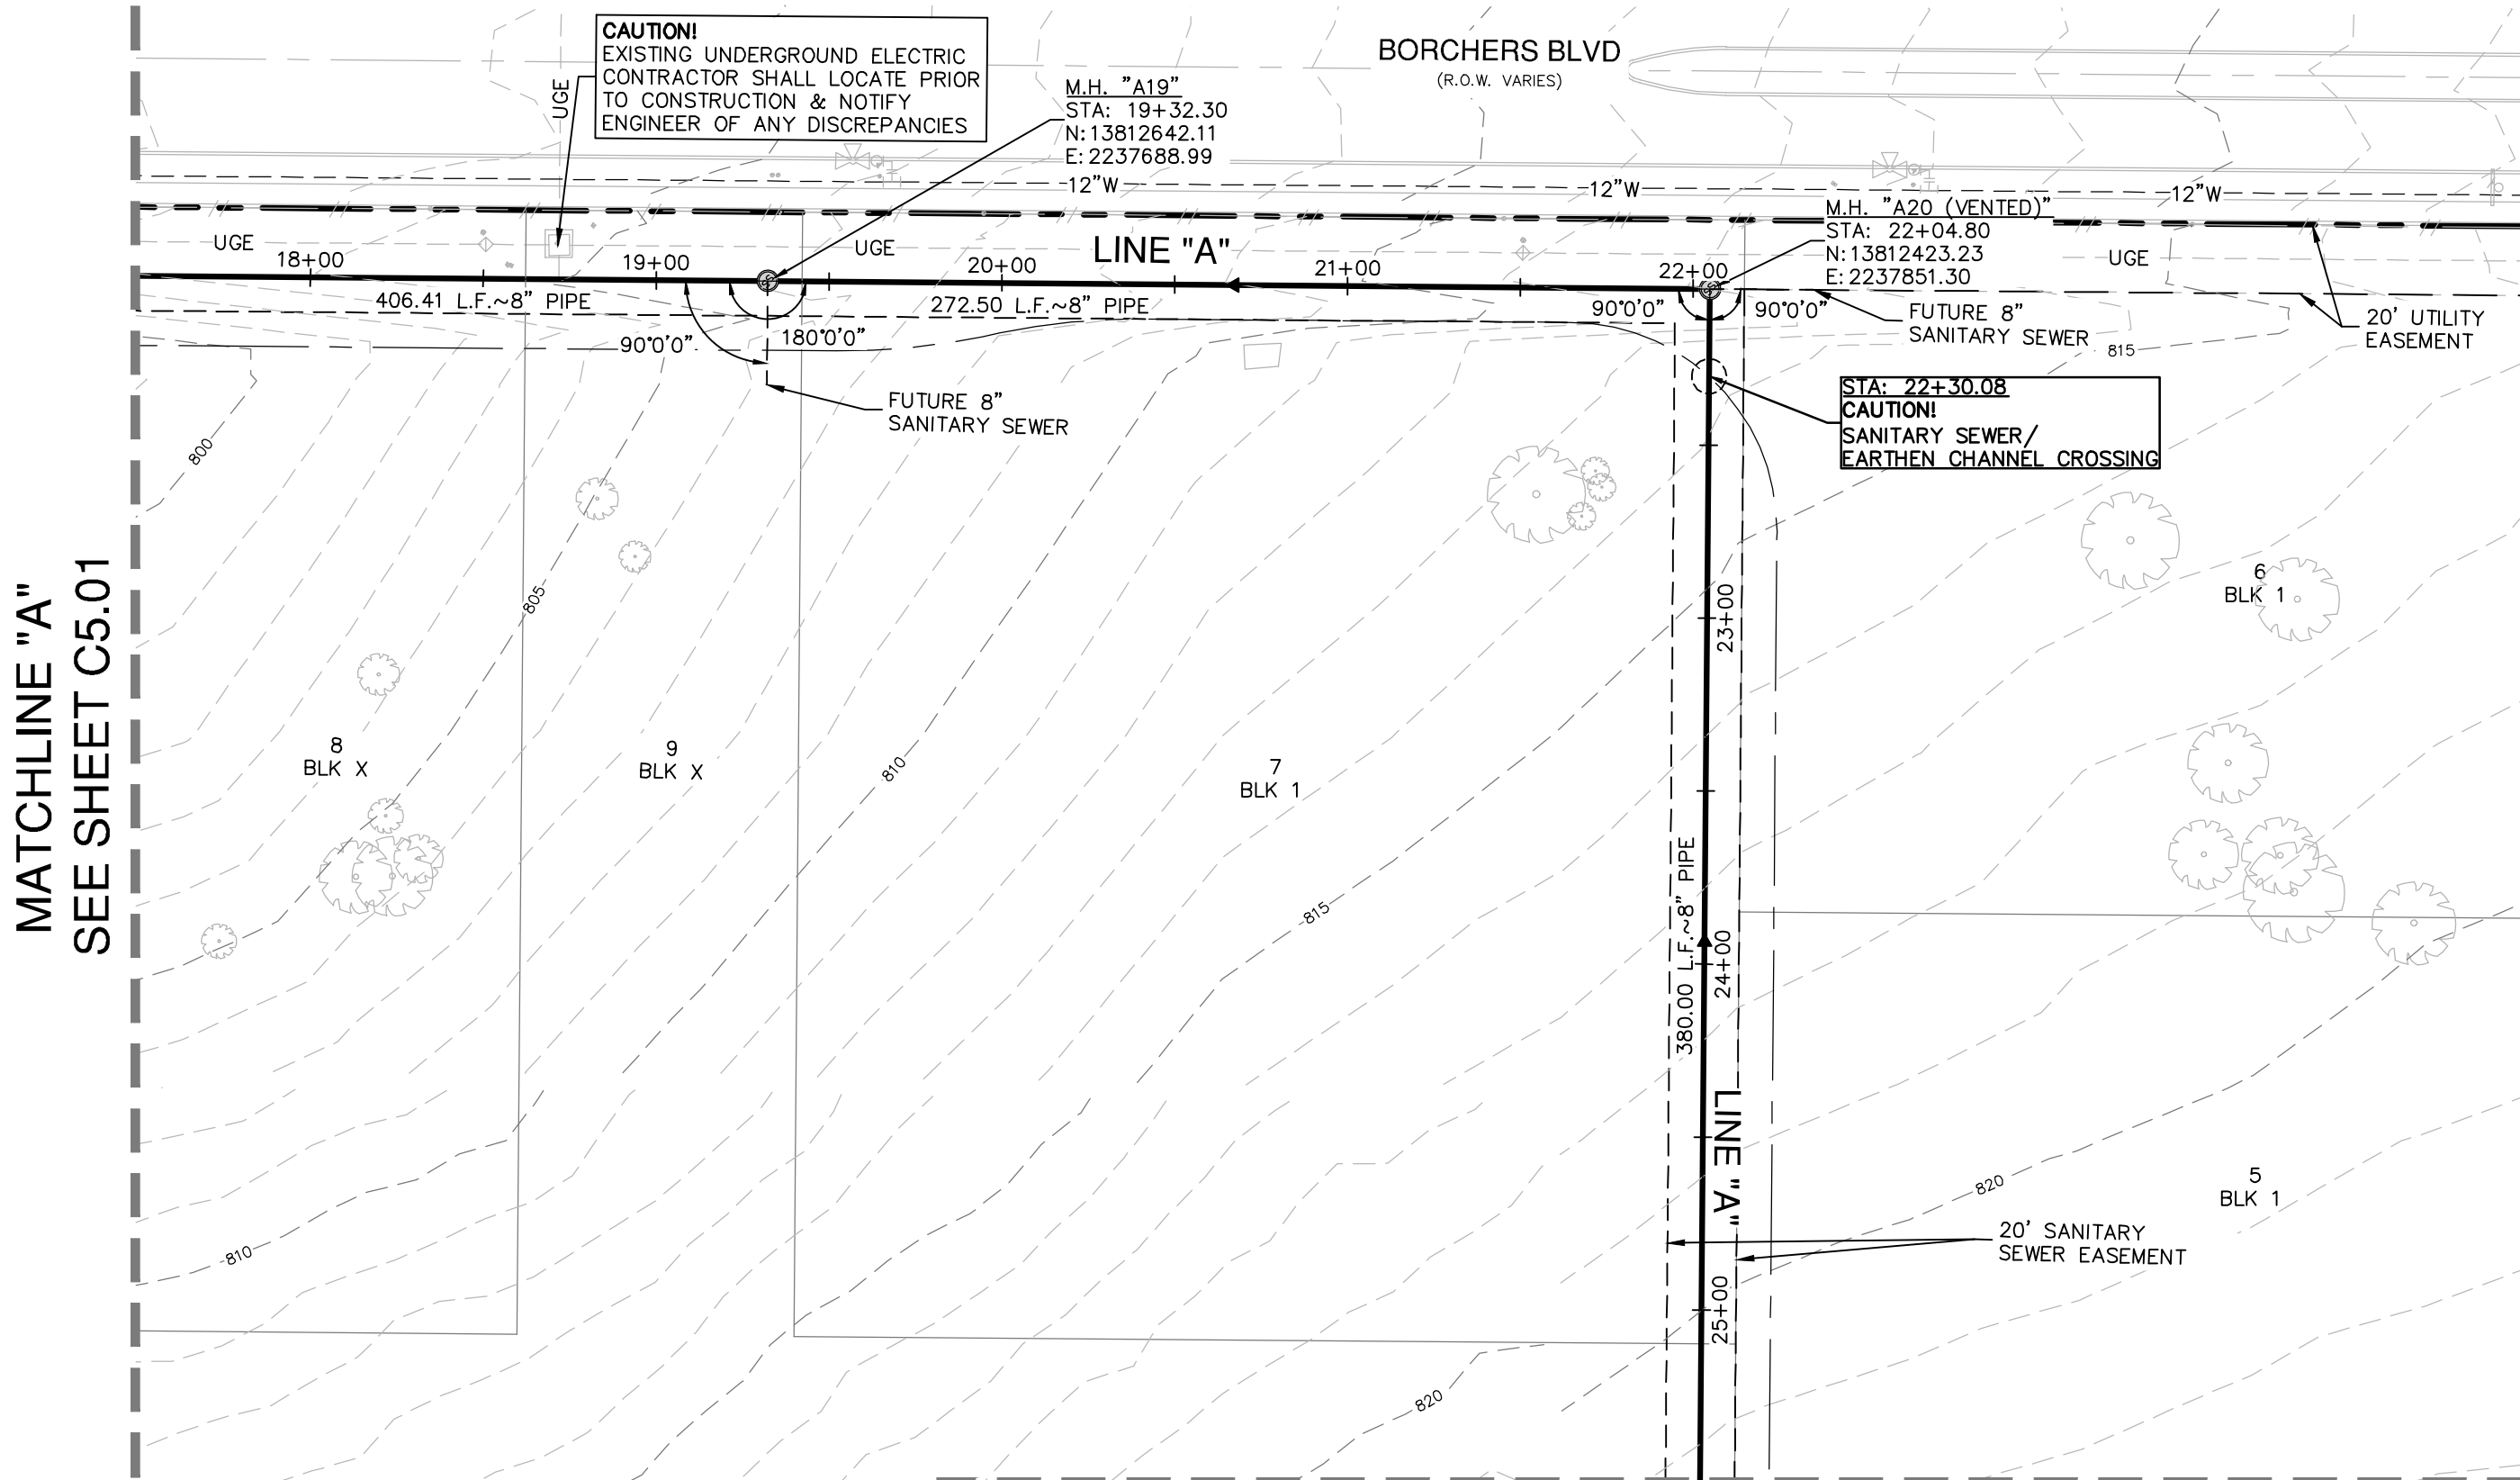 CAUTION!
EXISTING UNDERGROUND ELECTRIC
CONTRACTOR SHALL LOCATE PRIOR
TO CONSTRUCTION & NOTIFY
ENGINEER OF ANY DISCREPANCIES
UGE
BORCHERS BLVD
(R.O.W. VARIES)
M.H. "A19"
STA: 19+32.30
N:13812642.11
E:2237688.99
12"W
12"W
12"W
M.H. "A20 (VENTED)"
STA: 22+04.80
N:13812423.23
E:2237851.30
UGE
UGE
UGE
LINE "A"
18+00
19+00
20+00
21+00
22+00
406.41 L.F.~8" PIPE
272.50 L.F.~8" PIPE
90°0'0"
180°0'0"
90°0'0"
90°0'0"
FUTURE 8"
SANITARY SEWER
20' UTILITY
EASEMENT
815
FUTURE 8"
SANITARY SEWER
STA: 22+30.08
CAUTION!
SANITARY SEWER/
EARTHEN CHANNEL CROSSING
800
805
810
815
MATCHLINE "A"
SEE SHEET C5.01
6
BLK 1
23+00
8
BLK X
9
BLK X
7
BLK 1
380.00 L.F.~8" PIPE
24+00
LINE "A"
5
BLK 1
820
20' SANITARY
SEWER EASEMENT
810
25+00
820